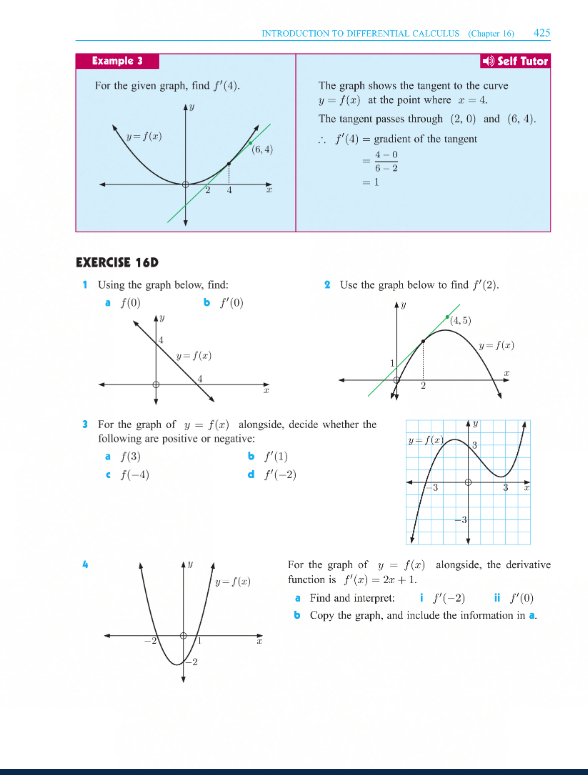 INTRODUCTION TO DIFFERENTIAL CALCULUS (Chapter 16) 425
Example 3
Self Tutor
For the given graph, find f′(4).
y
y = f(x)
(6, 4)
2 4 x
The graph shows the tangent to the curve
y = f(x) at the point where x = 4.
The tangent passes through (2, 0) and (6, 4).
∴ f′(4) = gradient of the tangent
= (4 − 0)/(6 − 2)
= 1
EXERCISE 16D
1 Using the graph below, find:
a f(0) b f′(0)
y
4
y = f(x)
4
x
2 Use the graph below to find f′(2).
y
(4, 5)
y = f(x)
1
x
2
3 For the graph of y = f(x) alongside, decide whether the
following are positive or negative:
a f(3) b f′(1)
c f(−4) d f′(−2)
y
y = f(x)
3
−3 3 x
−3
4
y
y = f(x)
−2 1 x
−2
For the graph of y = f(x) alongside, the derivative
function is f′(x) = 2x + 1.
a Find and interpret: i f′(−2) ii f′(0)
b Copy the graph, and include the information in a.